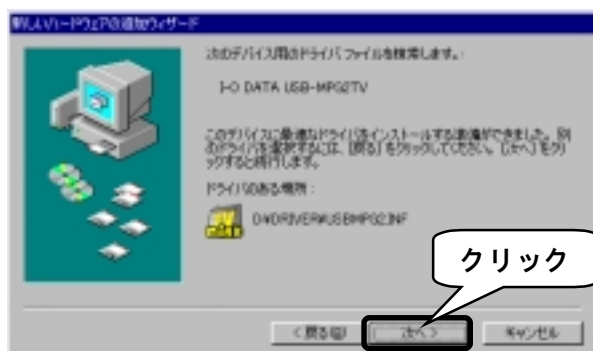 新しいハードウェアの追加ウィザード
次のデバイス用のドライバ ファイルを検索します。:
I-O DATA USB-MPG2TV
このデバイスに最適なドライバをインストールする準備ができました。別
のドライバを選択するには、[戻る] をクリックしてください。[次へ] をクリ
ックすると続行します。
ドライバのある場所:
D:¥DRIVER¥USBMPG2.INF
クリック
< 戻る(B)
次へ >
キャンセル